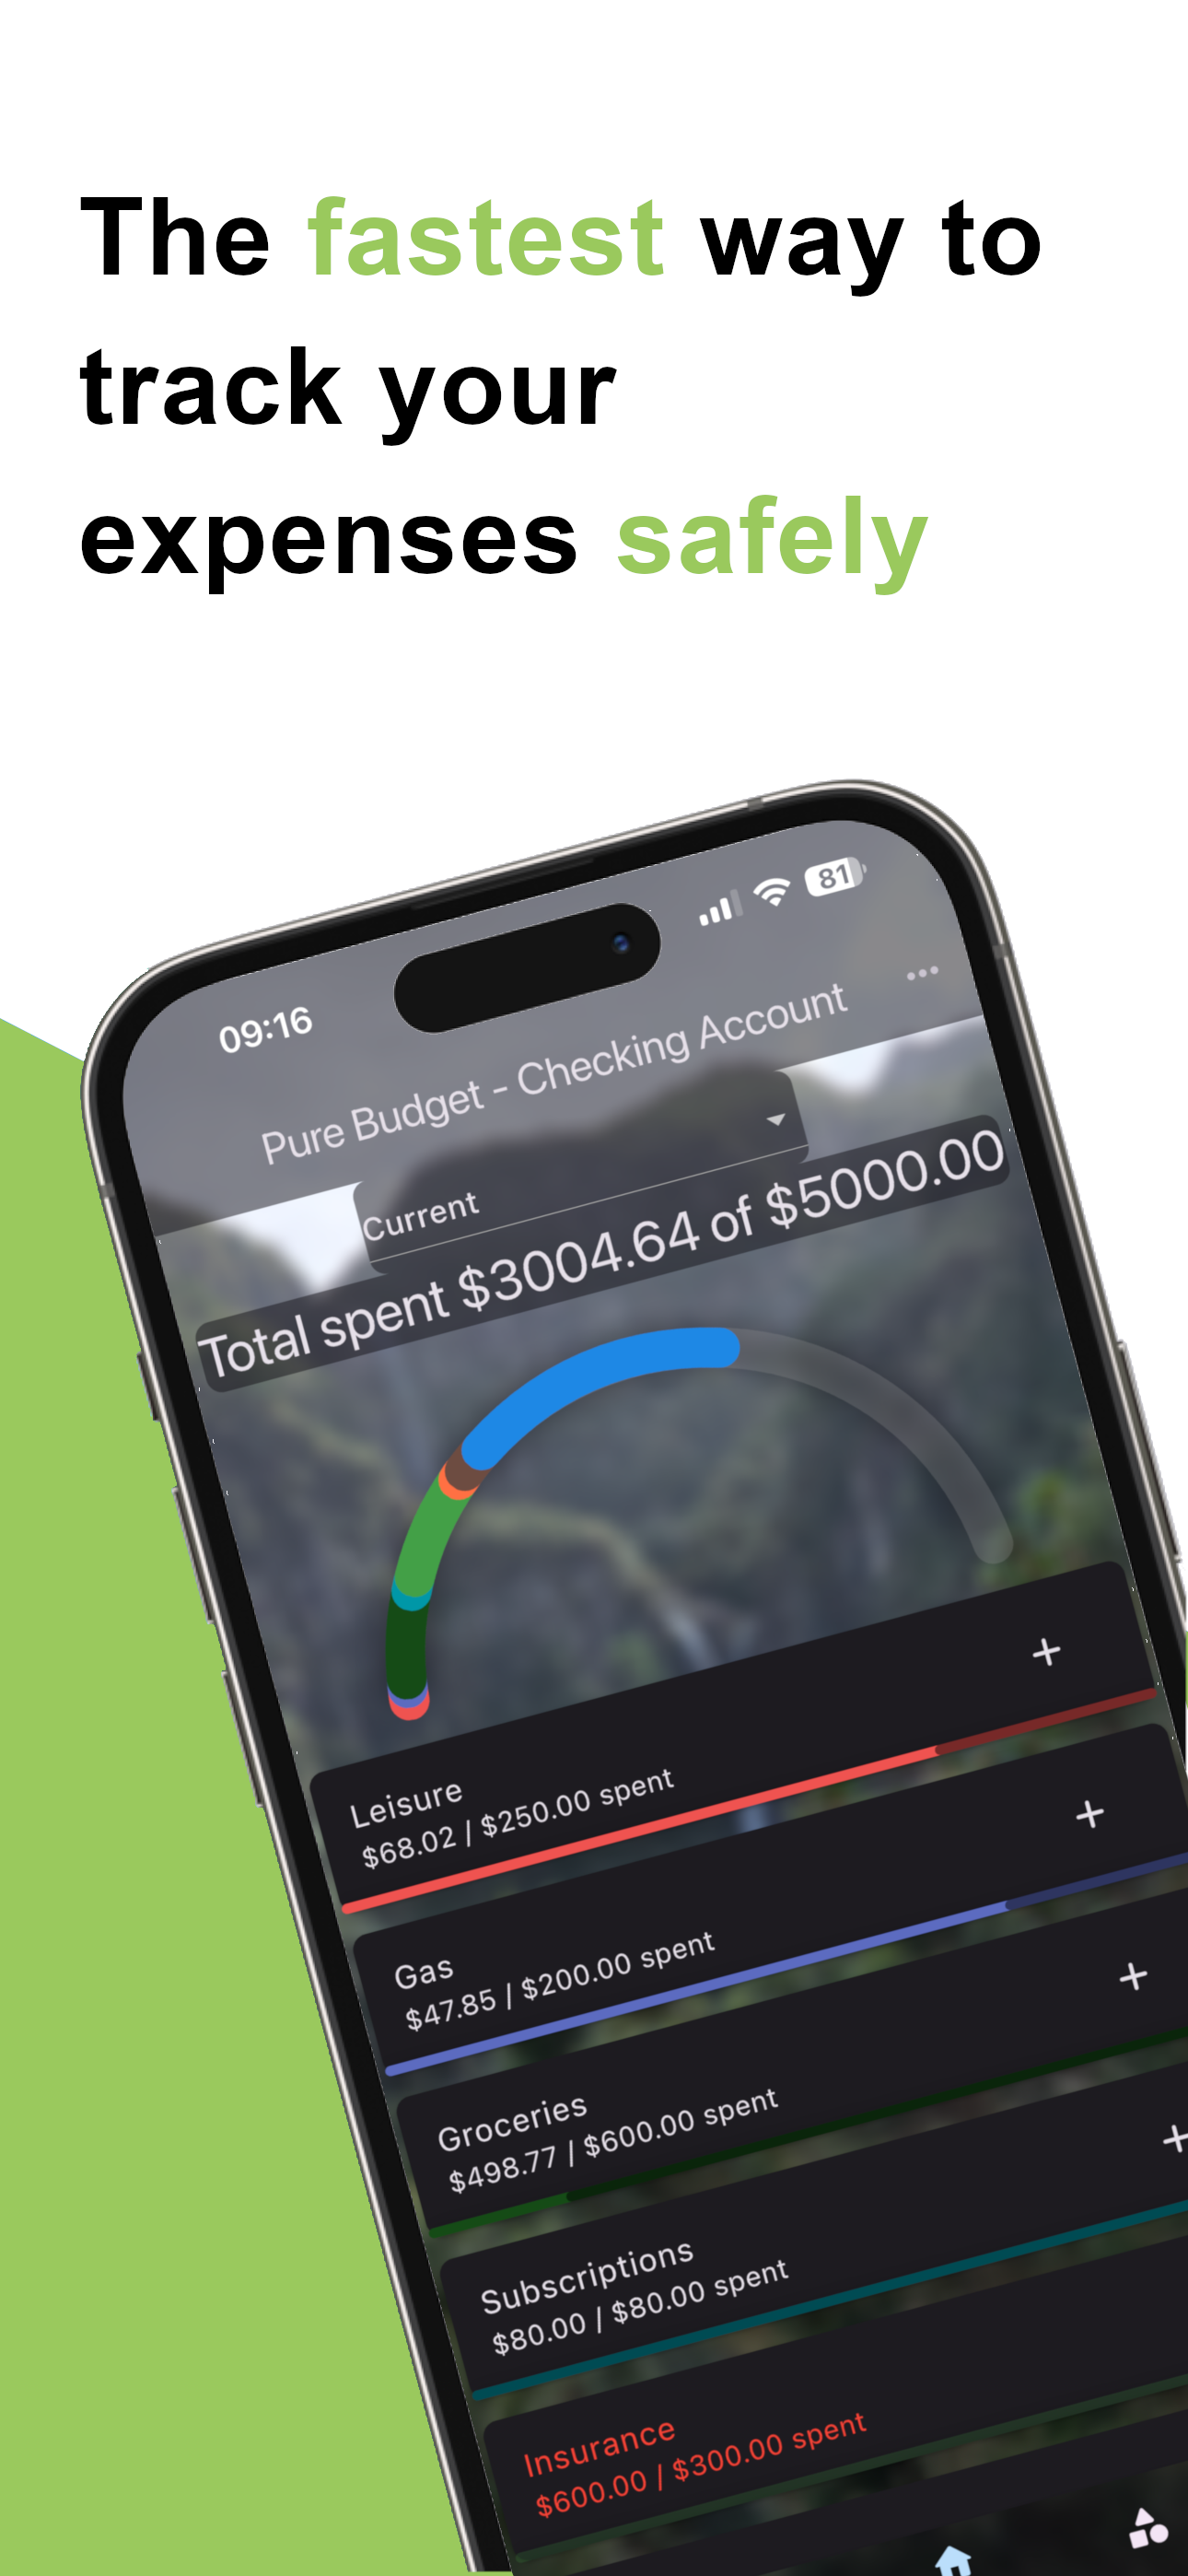 The fastest way to
track your
expenses safely
09:16
81
Pure Budget - Checking Account
Current
Total spent $3004.64 of $5000.00
Leisure
$68.02 / $250.00 spent
Gas
$47.85 / $200.00 spent
Groceries
$498.77 / $600.00 spent
Subscriptions
$80.00 / $80.00 spent
Insurance
$600.00 / $300.00 spent